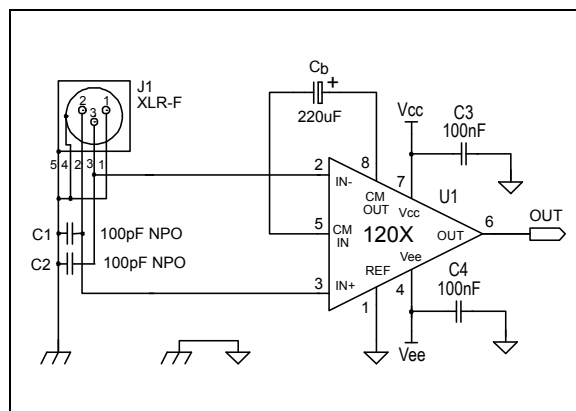 J1
XLR-F
2
1
3
5
4
2
3
1
C1
100pF NPO
C2
100pF NPO
Cb
+
220uF
Vcc
C3
100nF
2
IN-
8
CM
OUT
7
Vcc
U1
5
CM
IN
120X
OUT
6
OUT
3
IN+
REF
Vee
1
4
C4
100nF
Vee